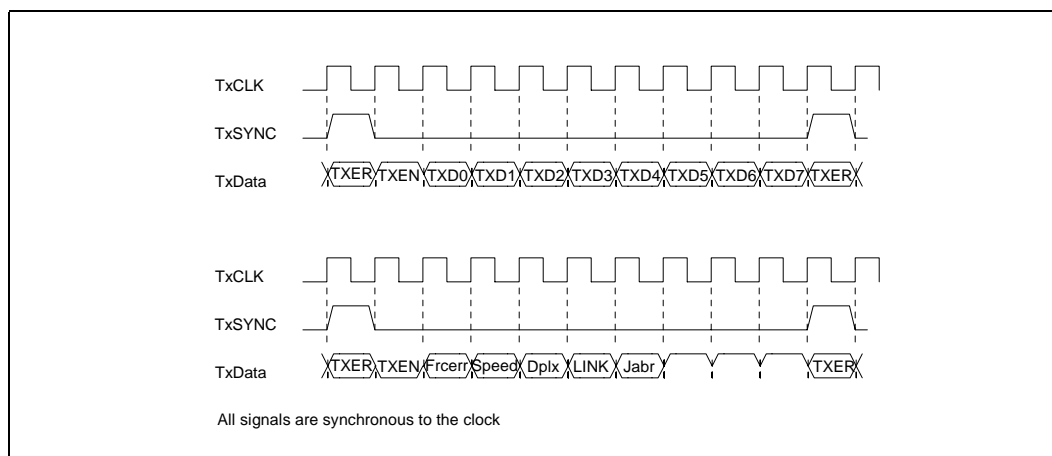 TxCLK
TxSYNC
TxData TXER TXEN TXD0 TXD1 TXD2 TXD3 TXD4 TXD5 TXD6 TXD7 TXER
TxCLK
TxSYNC
TxData TXER TXEN Frcerr Speed Dplx LINK Jabr TXER
All signals are synchronous to the clock